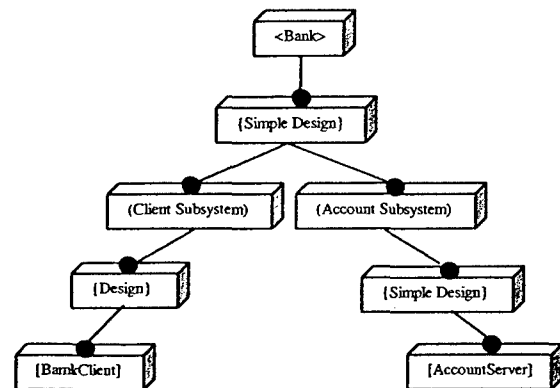 <Bank>
{Simple Design}
(Client Subsystem)
(Account Subsystem)
{Design}
{Simple Design}
[BankClient]
[AccountServer]